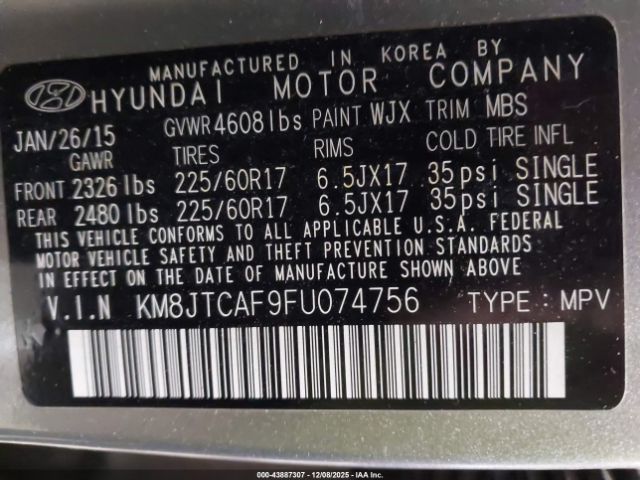 MANUFACTURED IN KOREA BY
HYUNDAI MOTOR COMPANY
JAN/26/15 GVWR 4608 lbs PAINT WJX TRIM MBS
GAWR TIRES RIMS COLD TIRE INFL
FRONT 2326 lbs 225/60R17 6.5JX17 35psi SINGLE
REAR 2480 lbs 225/60R17 6.5JX17 35psi SINGLE
THIS VEHICLE CONFORMS TO ALL APPLICABLE U.S.A. FEDERAL
MOTOR VEHICLE SAFETY AND THEFT PREVENTION STANDARDS
IN EFFECT ON THE DATE OF MANUFACTURE SHOWN ABOVE.
V.I.N KM8JTCAF9FU074756 TYPE : MPV
000-43887307 - 12/08/2025 - IAA Inc.